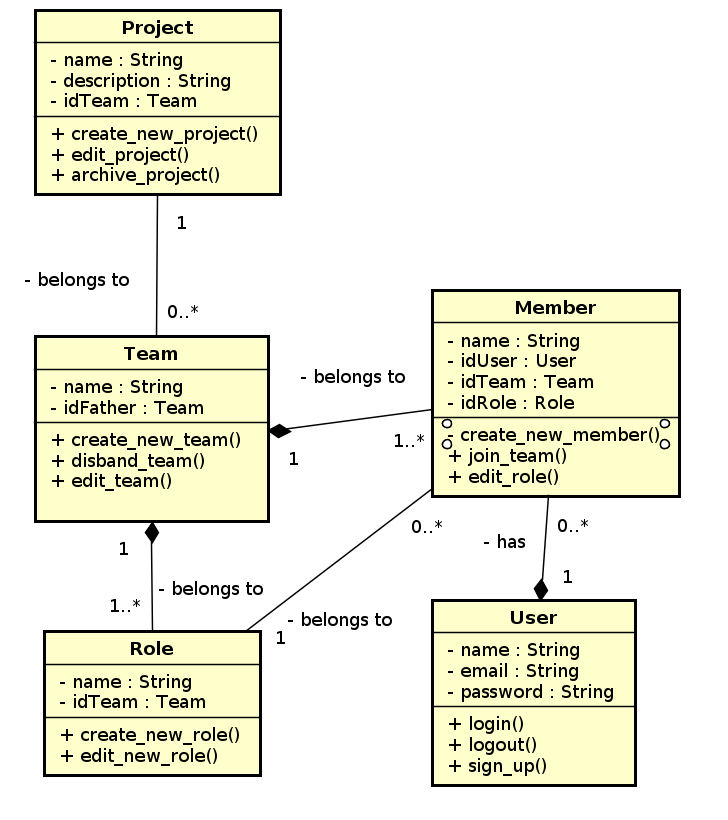 Project
- name : String
- description : String
- idTeam : Team
+ create_new_project()
+ edit_project()
+ archive_project()
1
- belongs to
0..*
Team
- name : String
- idFather : Team
+ create_new_team()
+ disband_team()
+ edit_team()
- belongs to
1
1..*
Member
- name : String
- idUser : User
- idTeam : Team
- idRole : Role
- create_new_member()
+ join_team()
+ edit_role()
1
- belongs to
1..*
0..*
- belongs to
1
- has
0..*
1
Role
- name : String
- idTeam : Team
+ create_new_role()
+ edit_new_role()
User
- name : String
- email : String
- password : String
+ login()
+ logout()
+ sign_up()